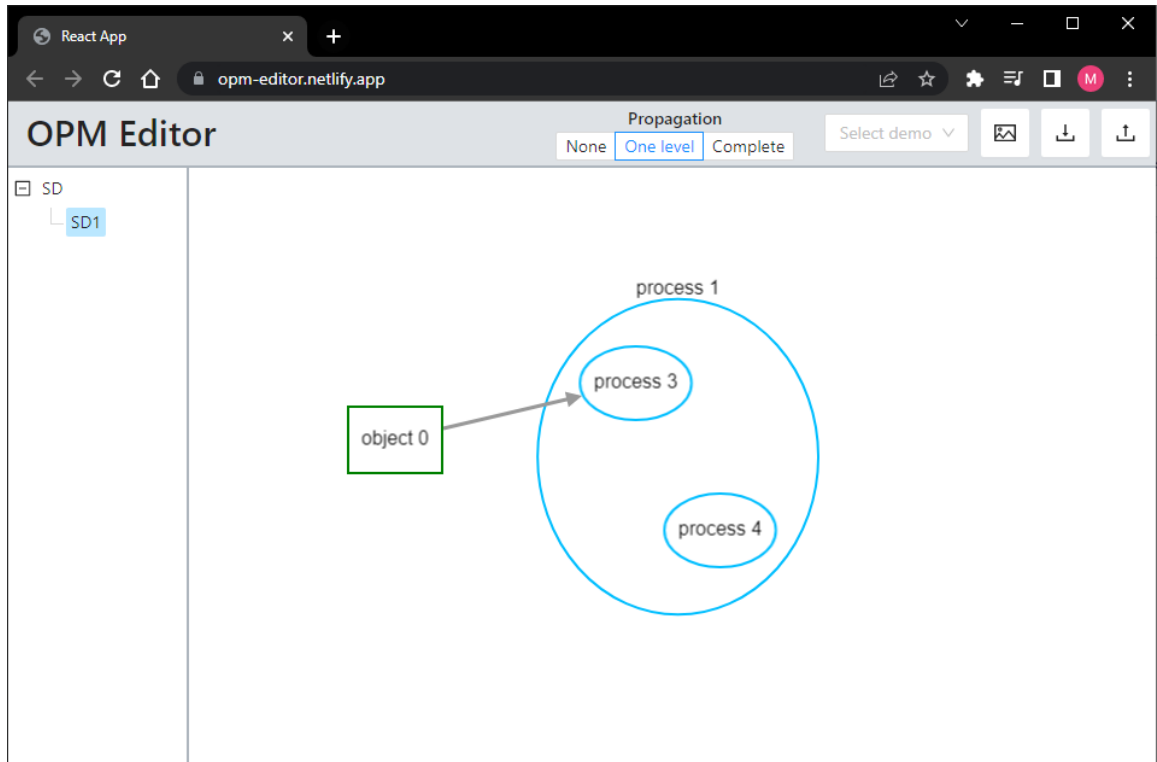 React App
opm-editor.netlify.app
M
OPM Editor
Propagation
None One level Complete
Select demo
SD
SD1
process 1
process 3
object 0
process 4